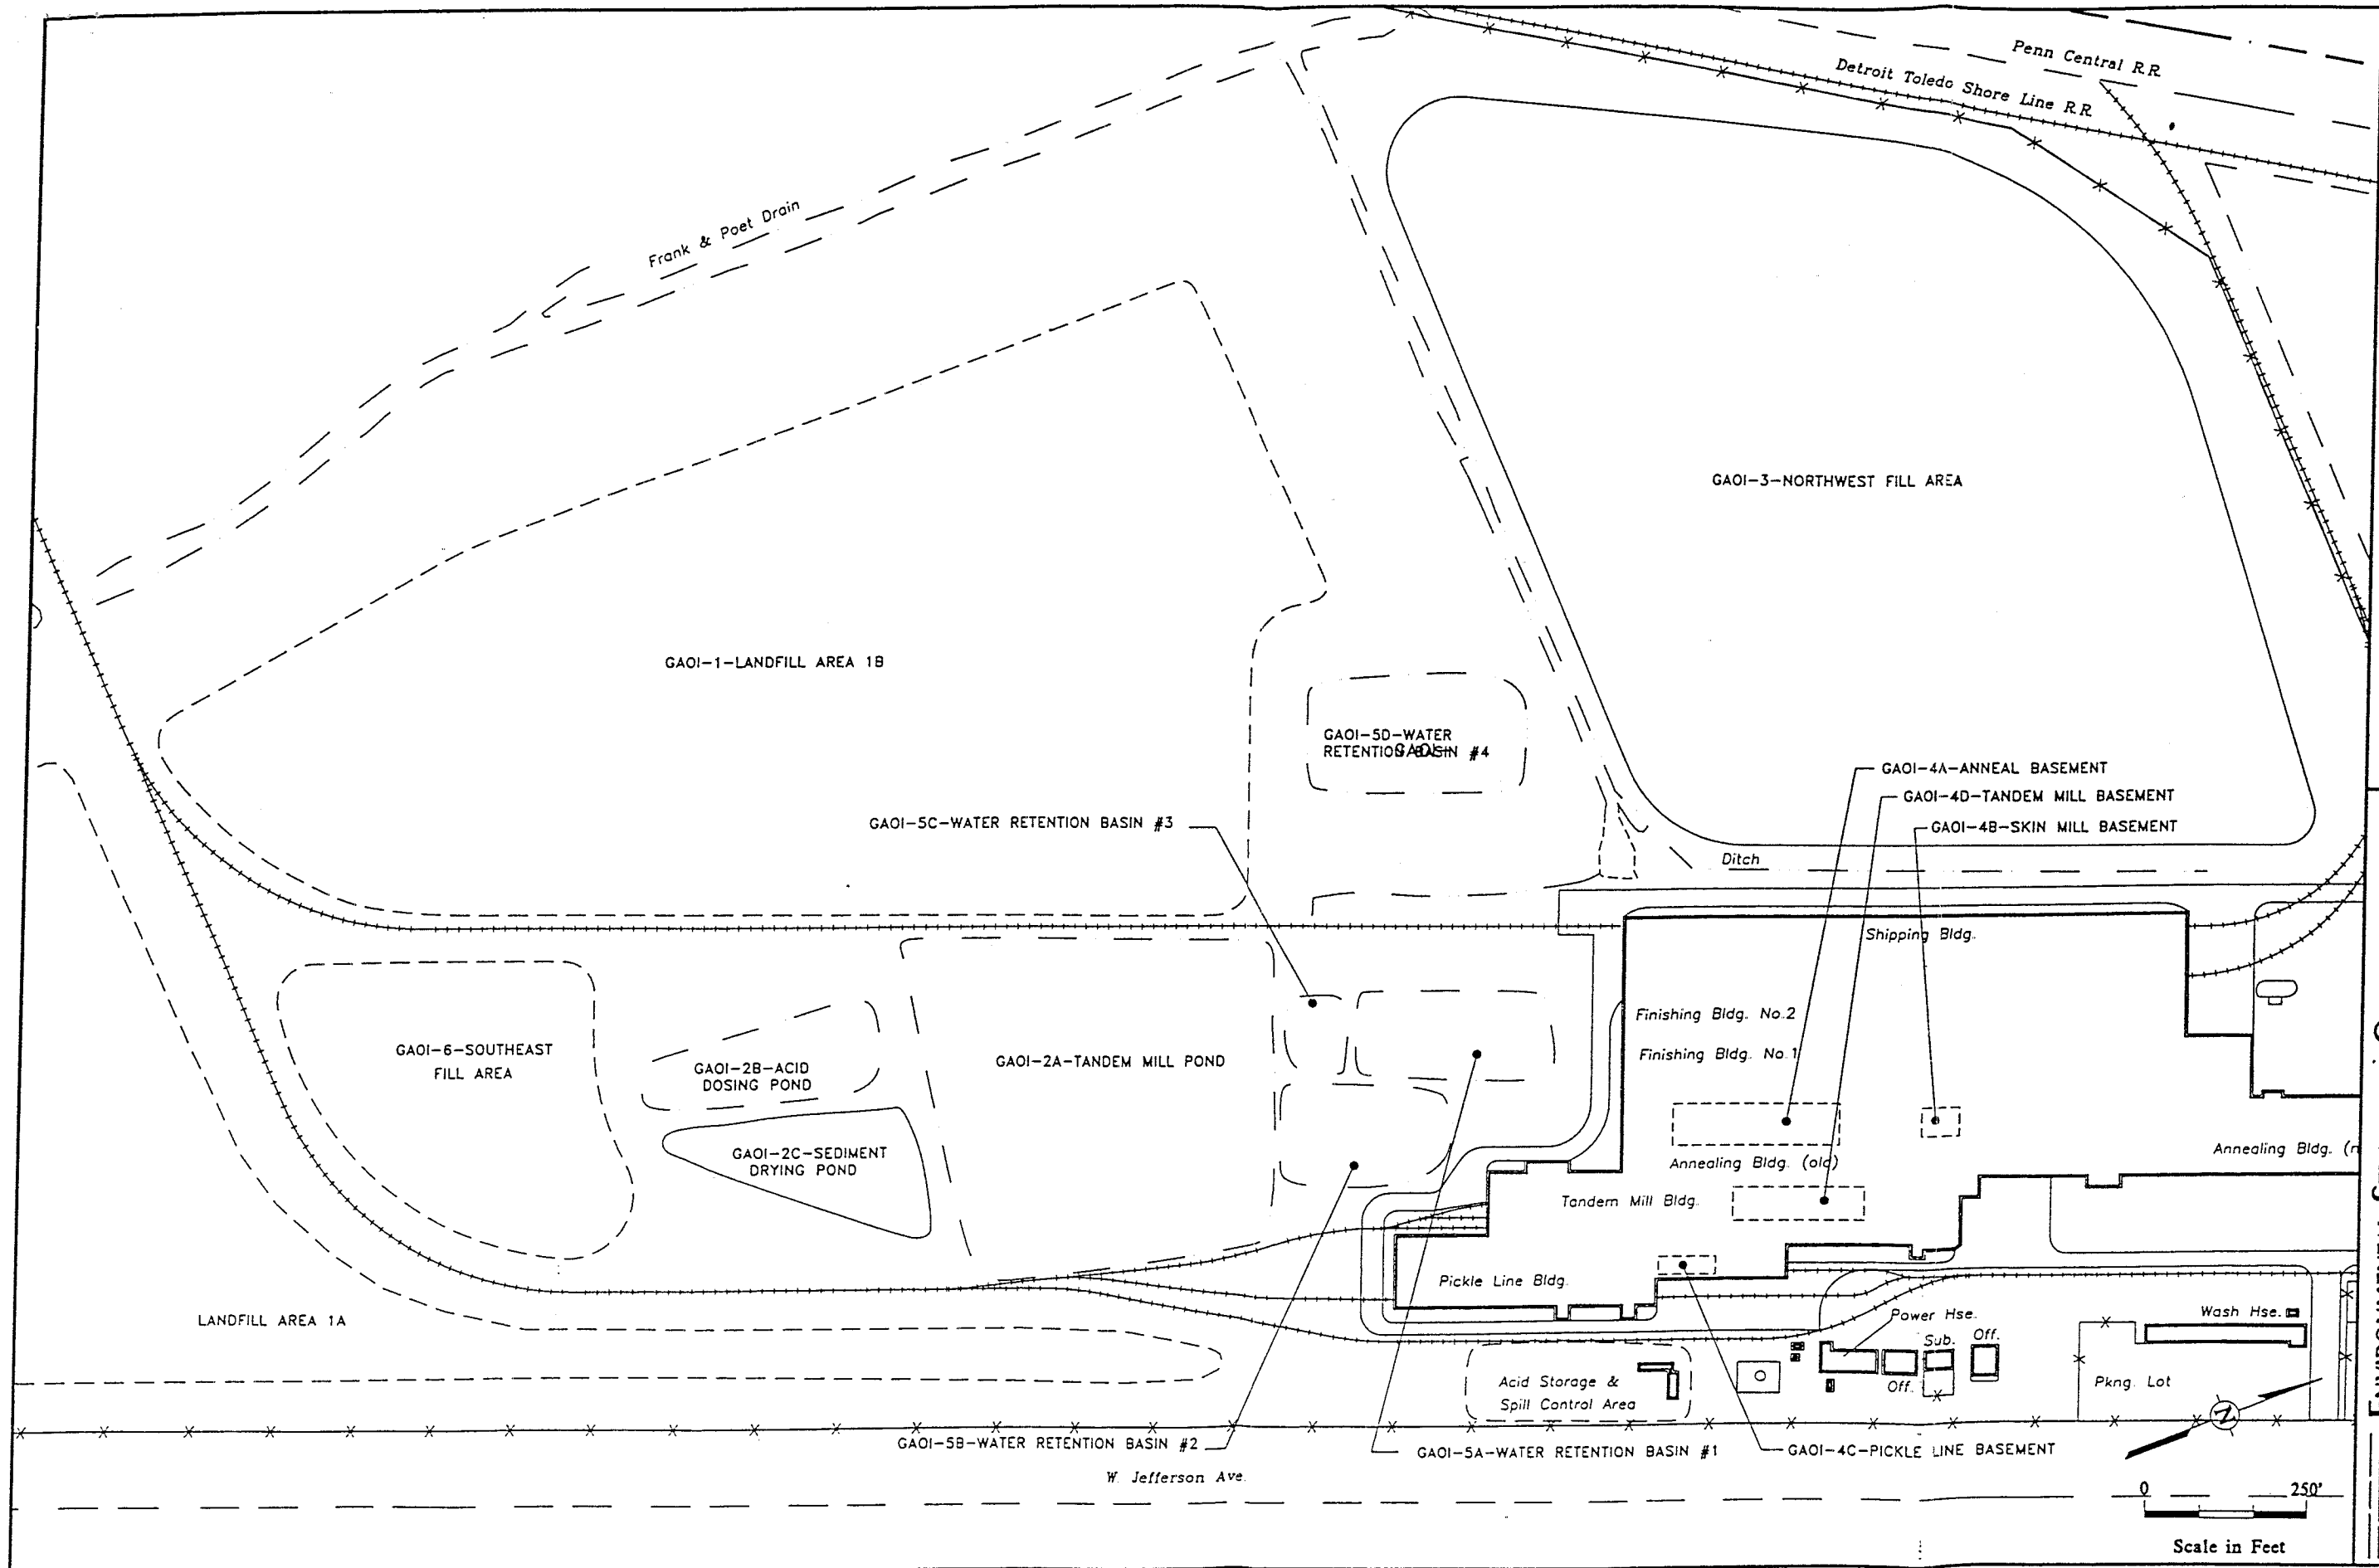 Penn Central R.R.
Detroit Toledo Shore Line R.R.
Frank & Poet Drain
GAOI-3-NORTHWEST FILL AREA
GAOI-1-LANDFILL AREA 1B
GAOI-5D-WATER
RETENTION BASIN #4
GAOI-
GAOI-4A-ANNEAL BASEMENT
GAOI-4D-TANDEM MILL BASEMENT
GAOI-4B-SKIN MILL BASEMENT
GAOI-5C-WATER RETENTION BASIN #3
Ditch
Shipping Bldg.
Finishing Bldg. No.2
Finishing Bldg. No.1
GAOI-6-SOUTHEAST
FILL AREA
GAOI-2B-ACID
DOSING POND
GAOI-2A-TANDEM MILL POND
GAOI-2C-SEDIMENT
DRYING POND
Annealing Bldg. (old)
Annealing Bldg. (n
Tandem Mill Bldg.
Pickle Line Bldg.
LANDFILL AREA 1A
Power Hse.
Wash Hse.
Sub.
Off.
Off.
Acid Storage &
Spill Control Area
Pkng. Lot
N
GAOI-5B-WATER RETENTION BASIN #2
GAOI-5A-WATER RETENTION BASIN #1
GAOI-4C-PICKLE LINE BASEMENT
W. Jefferson Ave.
0 250'
Scale in Feet